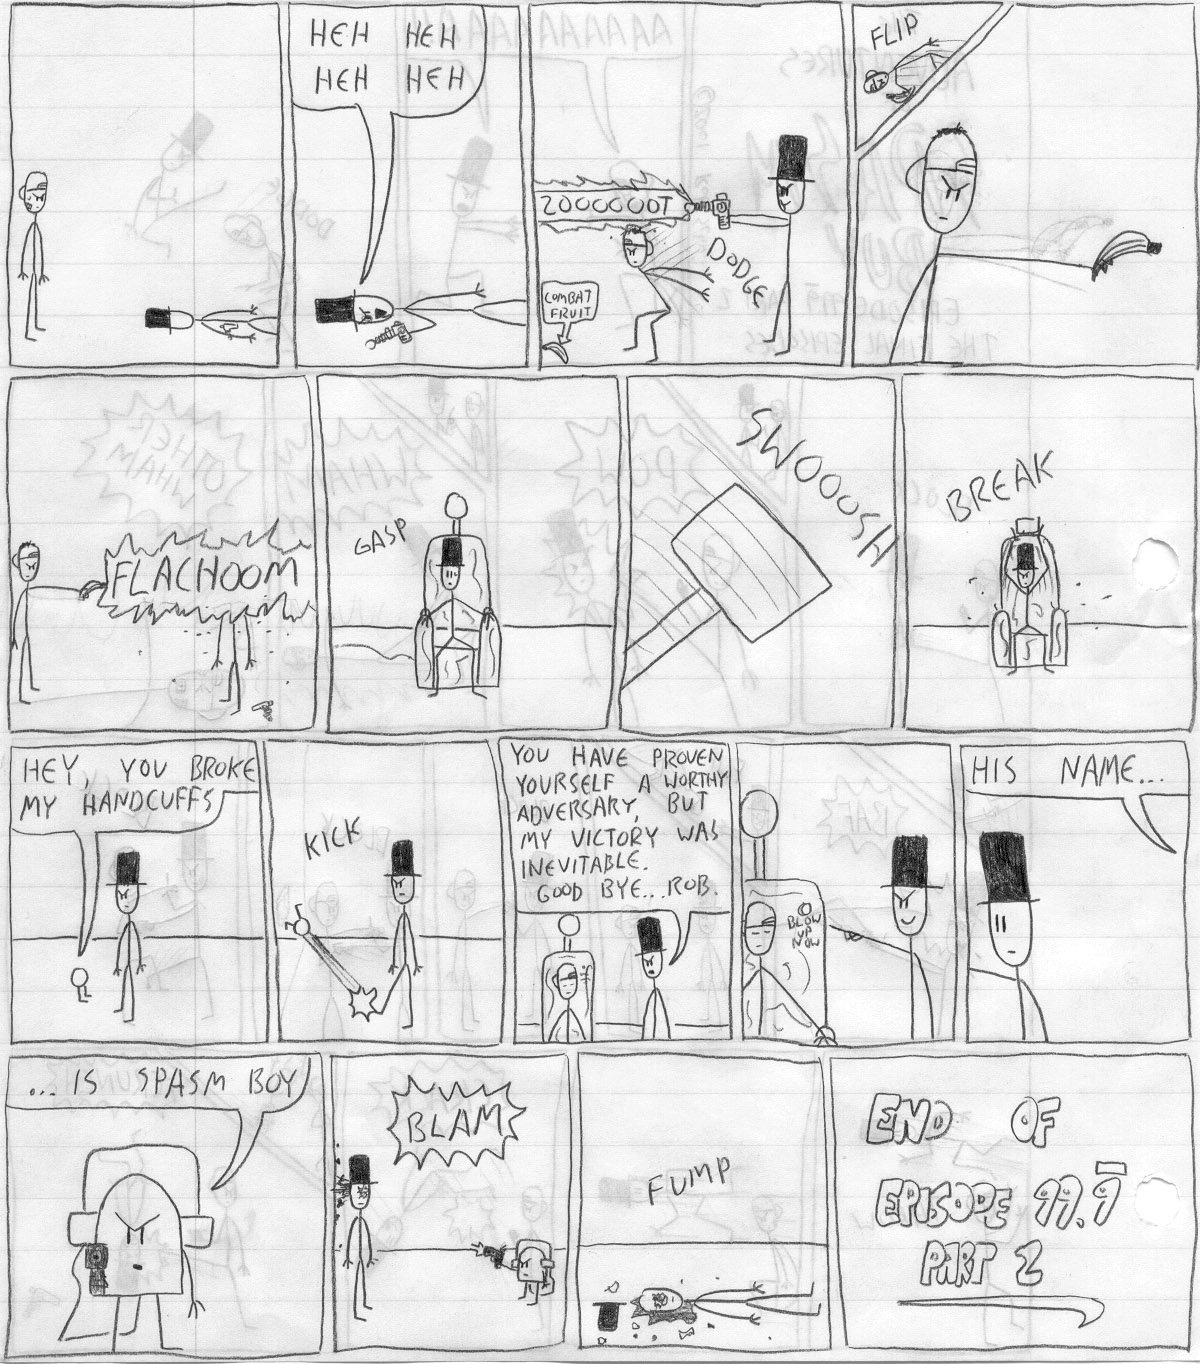 HEH HEH
HEH HEH
ZOOOOOOT
DODGE
COMBAT
FRUIT
FLIP
FLACHOOM
GASP
SWOOOSH
BREAK
HEY, YOU BROKE
MY HANDCUFFS
KICK
YOU HAVE PROVEN
YOURSELF A WORTHY
ADVERSARY, BUT
MY VICTORY WAS
INEVITABLE.
GOOD BYE...ROB.
BLOW
UP
NOW
HIS NAME...
...IS SPASM BOY
BLAM
FUMP
END OF
EPISODE 99.9̅
PART 2